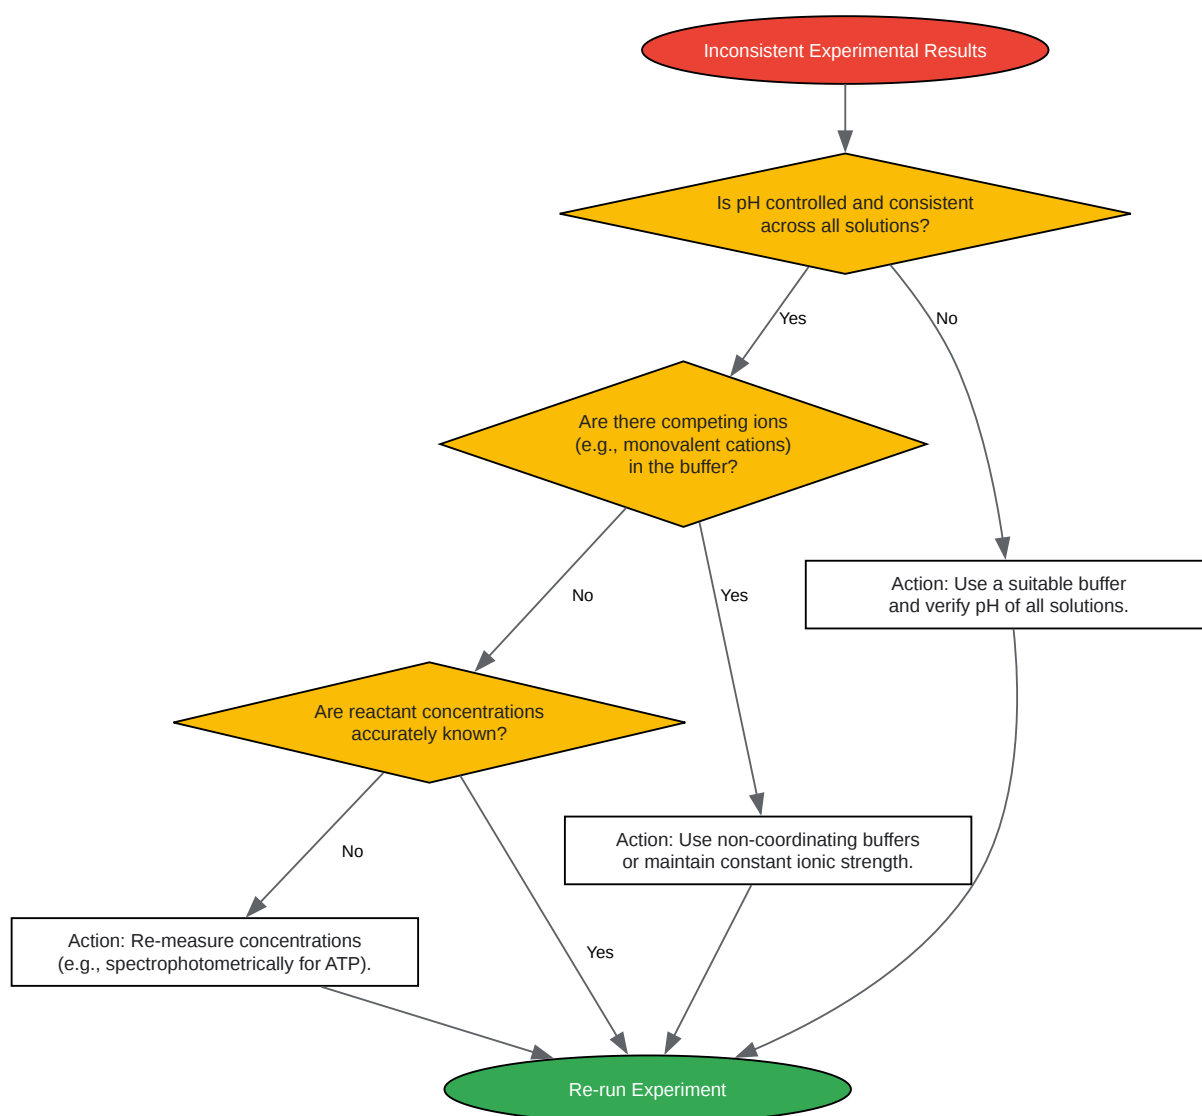 Inconsistent Experimental Results
Is pH controlled and consistent
across all solutions?
Yes
No
Are there competing ions
(e.g., monovalent cations)
in the buffer?
Action: Use a suitable buffer
and verify pH of all solutions.
No
Yes
Are reactant concentrations
accurately known?
Action: Use non-coordinating buffers
or maintain constant ionic strength.
No
Action: Re-measure concentrations
(e.g., spectrophotometrically for ATP).
Yes
Re-run Experiment